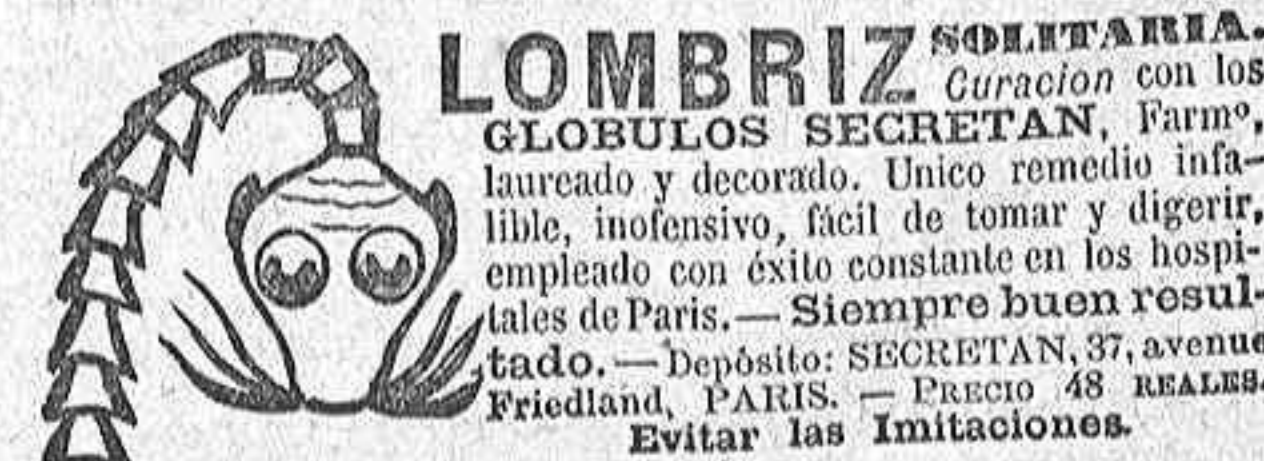 LOMBRIZ SOLITARIA.
Curacion con los
GLOBULOS SECRETAN, Farmº,
laureado y decorado. Unico remedio infa-
lible, inofensivo, fácil de tomar y digerir,
empleado con éxito constante en los hospi-
tales de Paris.— Siempre buen resul-
tado.—Depósito: SECRETAN, 37, avenue
Friedland, PARIS. — PRECIO 48 REALES.
Evitar las Imitaciones.